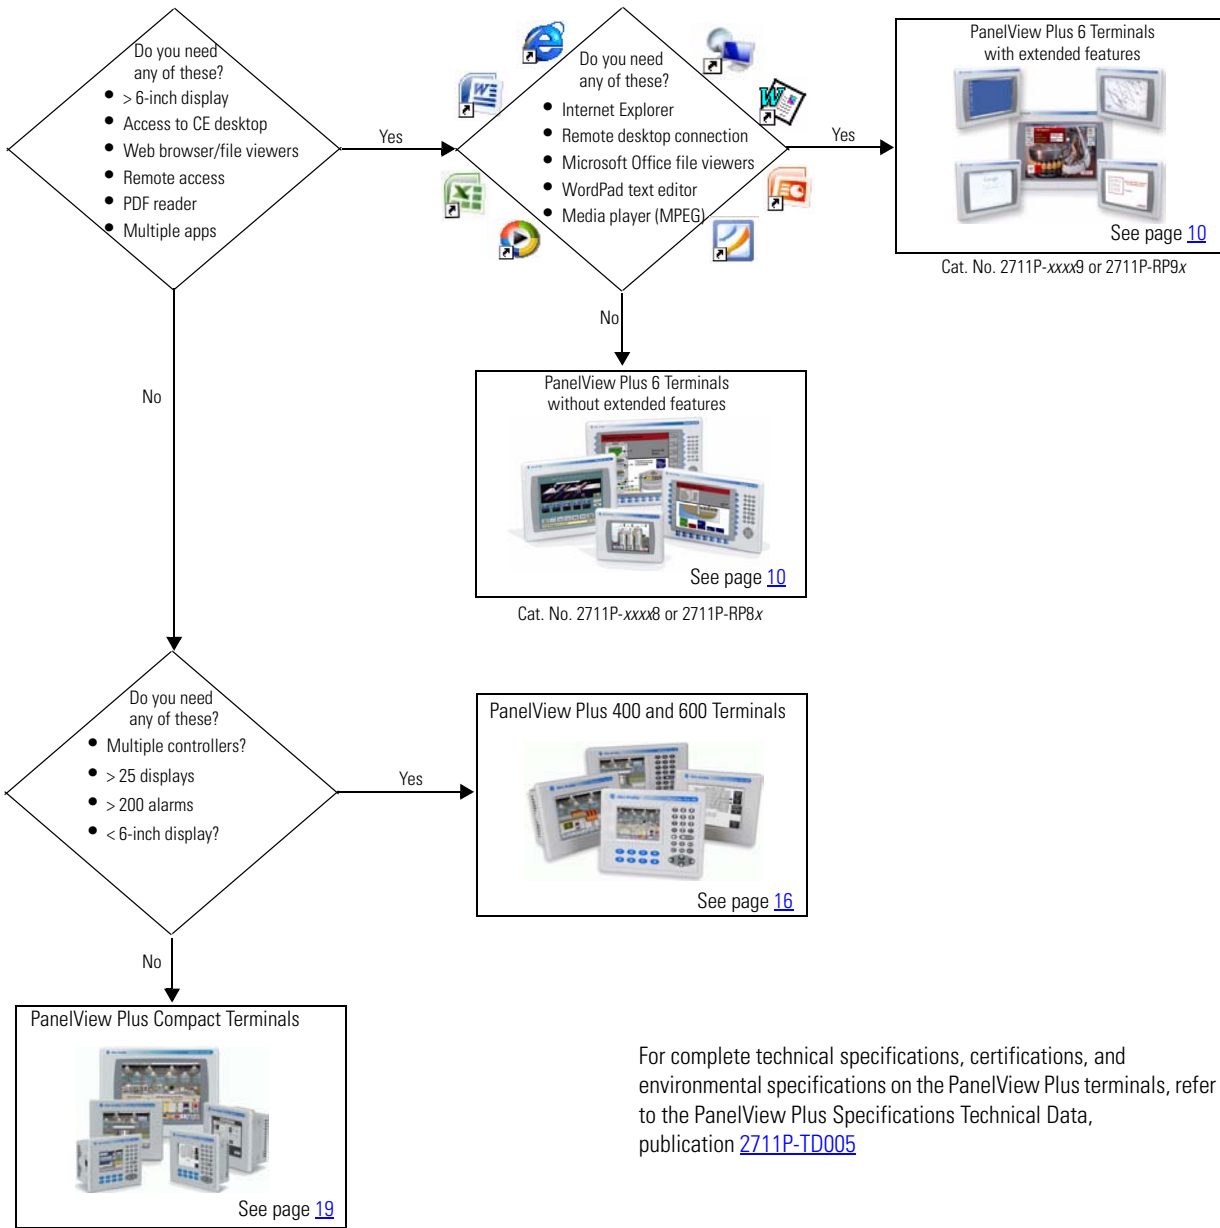 Do you need
any of these?
• > 6-inch display
• Access to CE desktop
• Web browser/file viewers
• Remote access
• PDF reader
• Multiple apps
Yes
Do you need
any of these?
• Internet Explorer
• Remote desktop connection
• Microsoft Office file viewers
• WordPad text editor
• Media player (MPEG)
Yes
PanelView Plus 6 Terminals
with extended features
See page 10
Cat. No. 2711P-xxxx9 or 2711P-RP9x
No
No
PanelView Plus 6 Terminals
without extended features
See page 10
Cat. No. 2711P-xxxx8 or 2711P-RP8x
Do you need
any of these?
• Multiple controllers?
• > 25 displays
• > 200 alarms
• < 6-inch display?
Yes
PanelView Plus 400 and 600 Terminals
See page 16
No
PanelView Plus Compact Terminals
See page 19
For complete technical specifications, certifications, and
environmental specifications on the PanelView Plus terminals, refer
to the PanelView Plus Specifications Technical Data,
publication 2711P-TD005